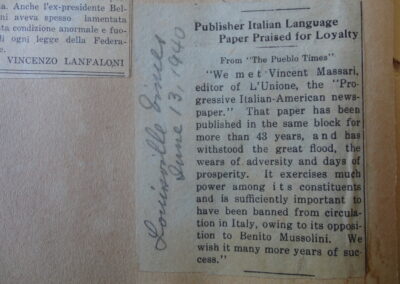 ria. Anche l'ex-presidente Bel-
ni aveva spesso lamentata
sta condizione anormale e fuo-
di ogni legge della Federa-
e.
VINCENZO LANFALONI
Louisville Times
June 13, 1940
Publisher Italian Language
Paper Praised for Loyalty
From "The Pueblo Times"
"We met Vincent Massari,
editor of L'Unione, the "Pro-
gressive Italian-American news-
paper." That paper has been
published in the same block for
more than 43 years, and has
withstood the great flood, the
wears of adversity and days of
prosperity. It exercises much
power among its constituents
and is sufficiently important to
have been banned from circula-
tion in Italy, owing to its opposi-
tion to Benito Mussolini. We
wish it many more years of suc-
cess."